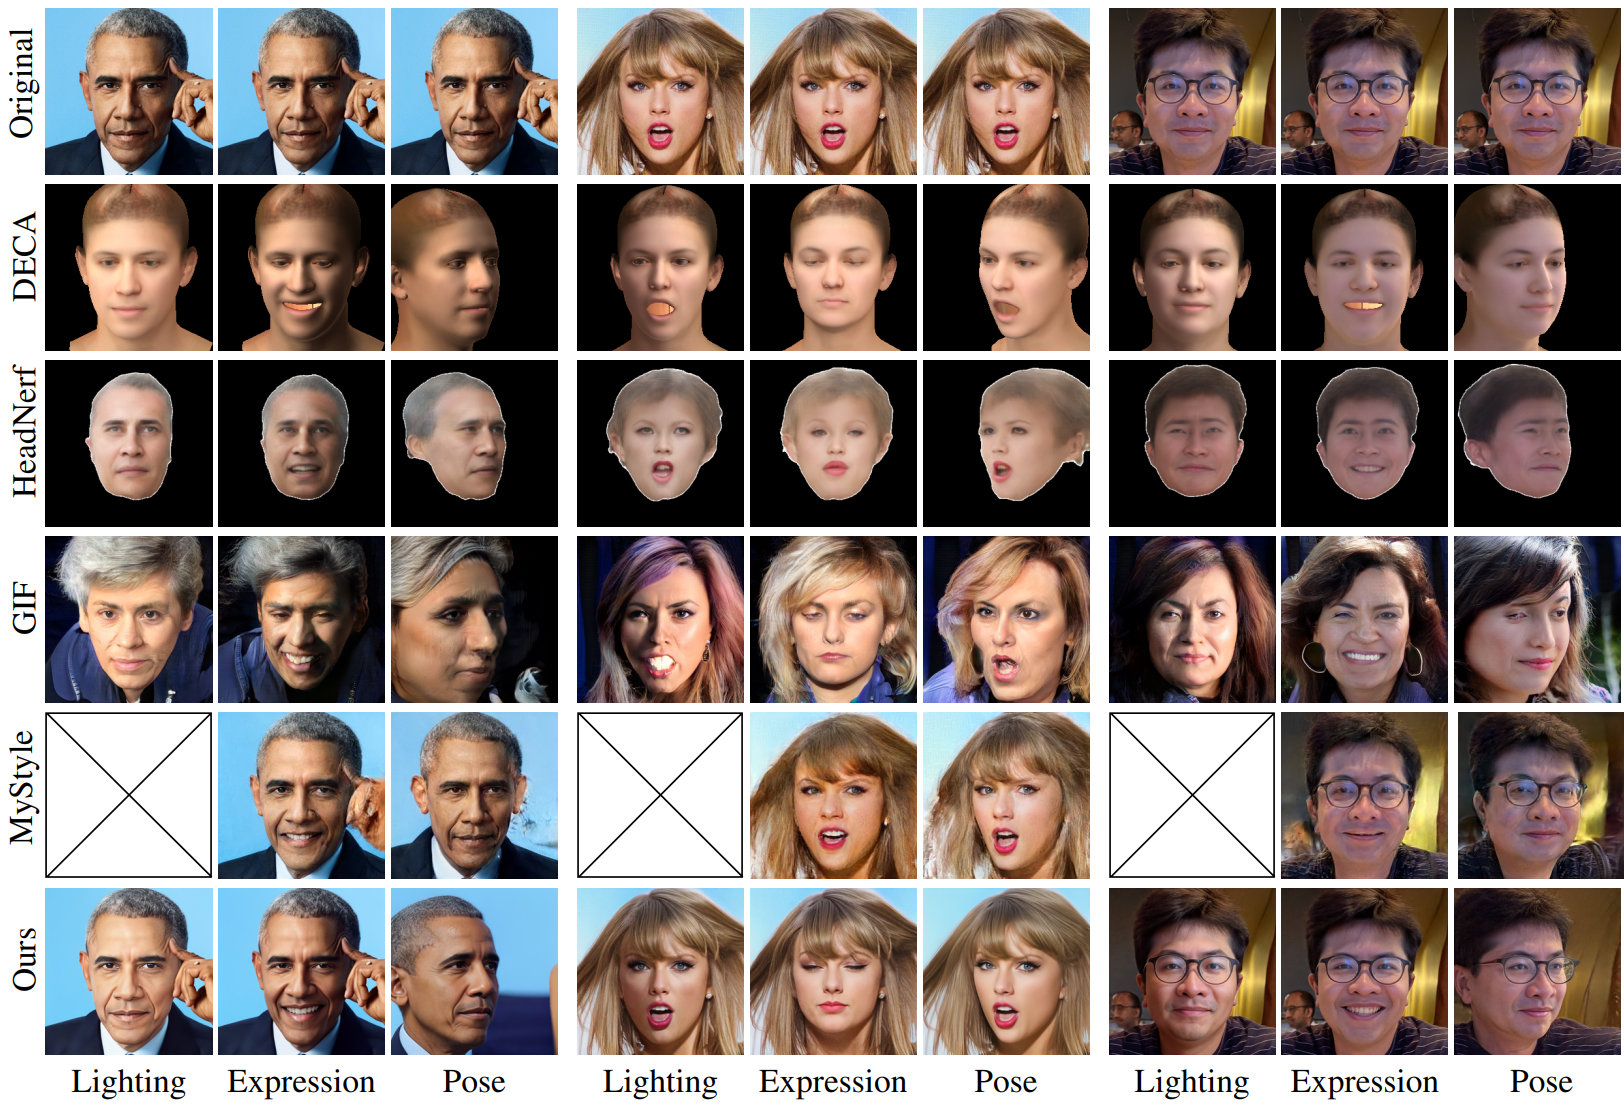 Original
DECA
HeadNerf
GIF
MyStyle
Ours
Lighting Expression Pose Lighting Expression Pose Lighting Expression Pose